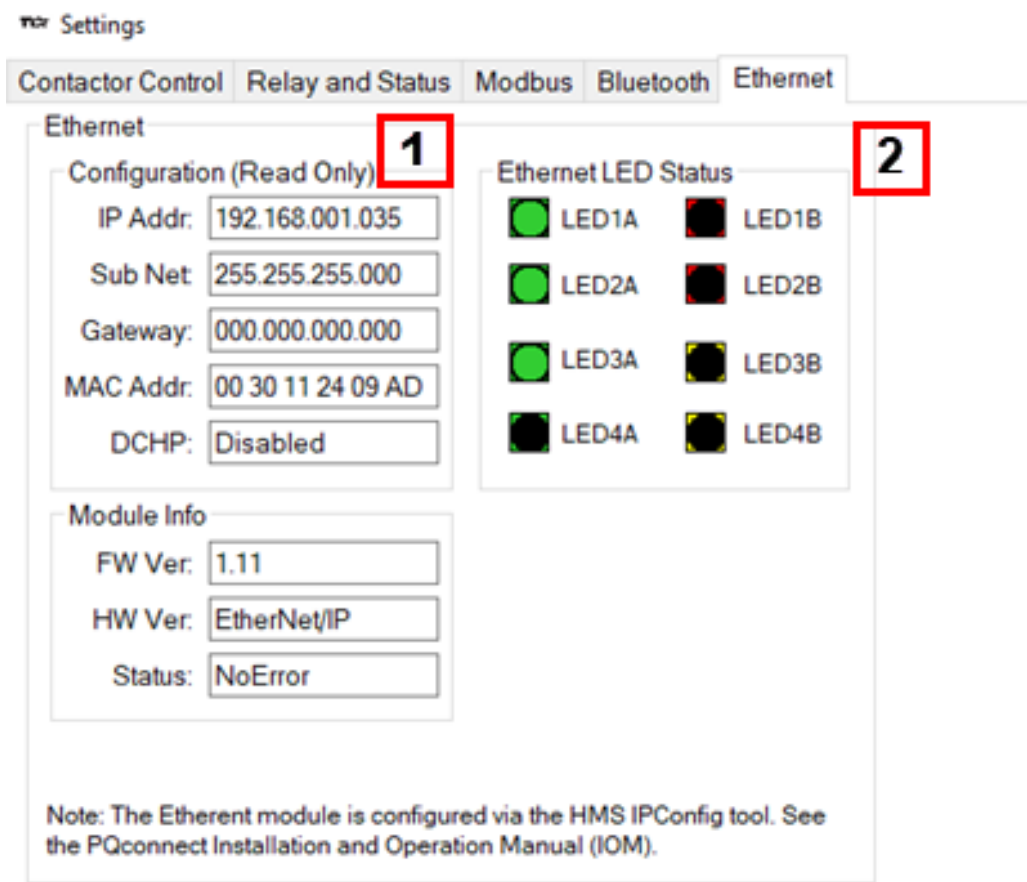 TCI Settings
Contactor Control Relay and Status Modbus Bluetooth Ethernet
Ethernet
1
2
Configuration (Read Only)
IP Addr: 192.168.001.035
Sub Net: 255.255.255.000
Gateway: 000.000.000.000
MAC Addr: 00 30 11 24 09 AD
DCHP: Disabled
Ethernet LED Status
LED1A LED1B
LED2A LED2B
LED3A LED3B
LED4A LED4B
Module Info
FW Ver: 1.11
HW Ver: EtherNet/IP
Status: NoError
Note: The Etherent module is configured via the HMS IPConfig tool. See
the PQconnect Installation and Operation Manual (IOM).